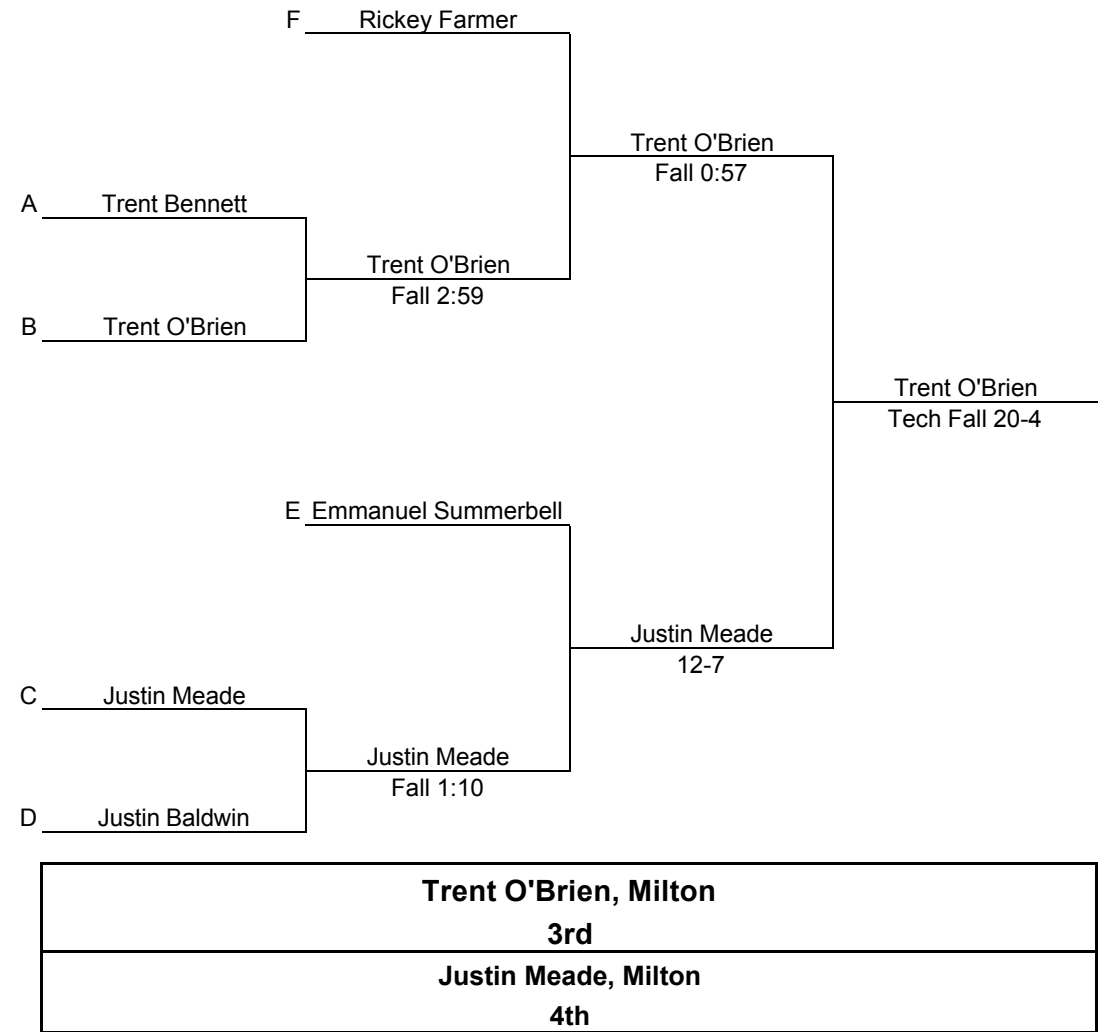 F Rickey Farmer
Trent O'Brien
Fall 0:57
A Trent Bennett
Trent O'Brien
Fall 2:59
B Trent O'Brien
Trent O'Brien
Tech Fall 20-4
E Emmanuel Summerbell
Justin Meade
12-7
C Justin Meade
Justin Meade
Fall 1:10
D Justin Baldwin
Trent O'Brien, Milton
3rd
Justin Meade, Milton
4th